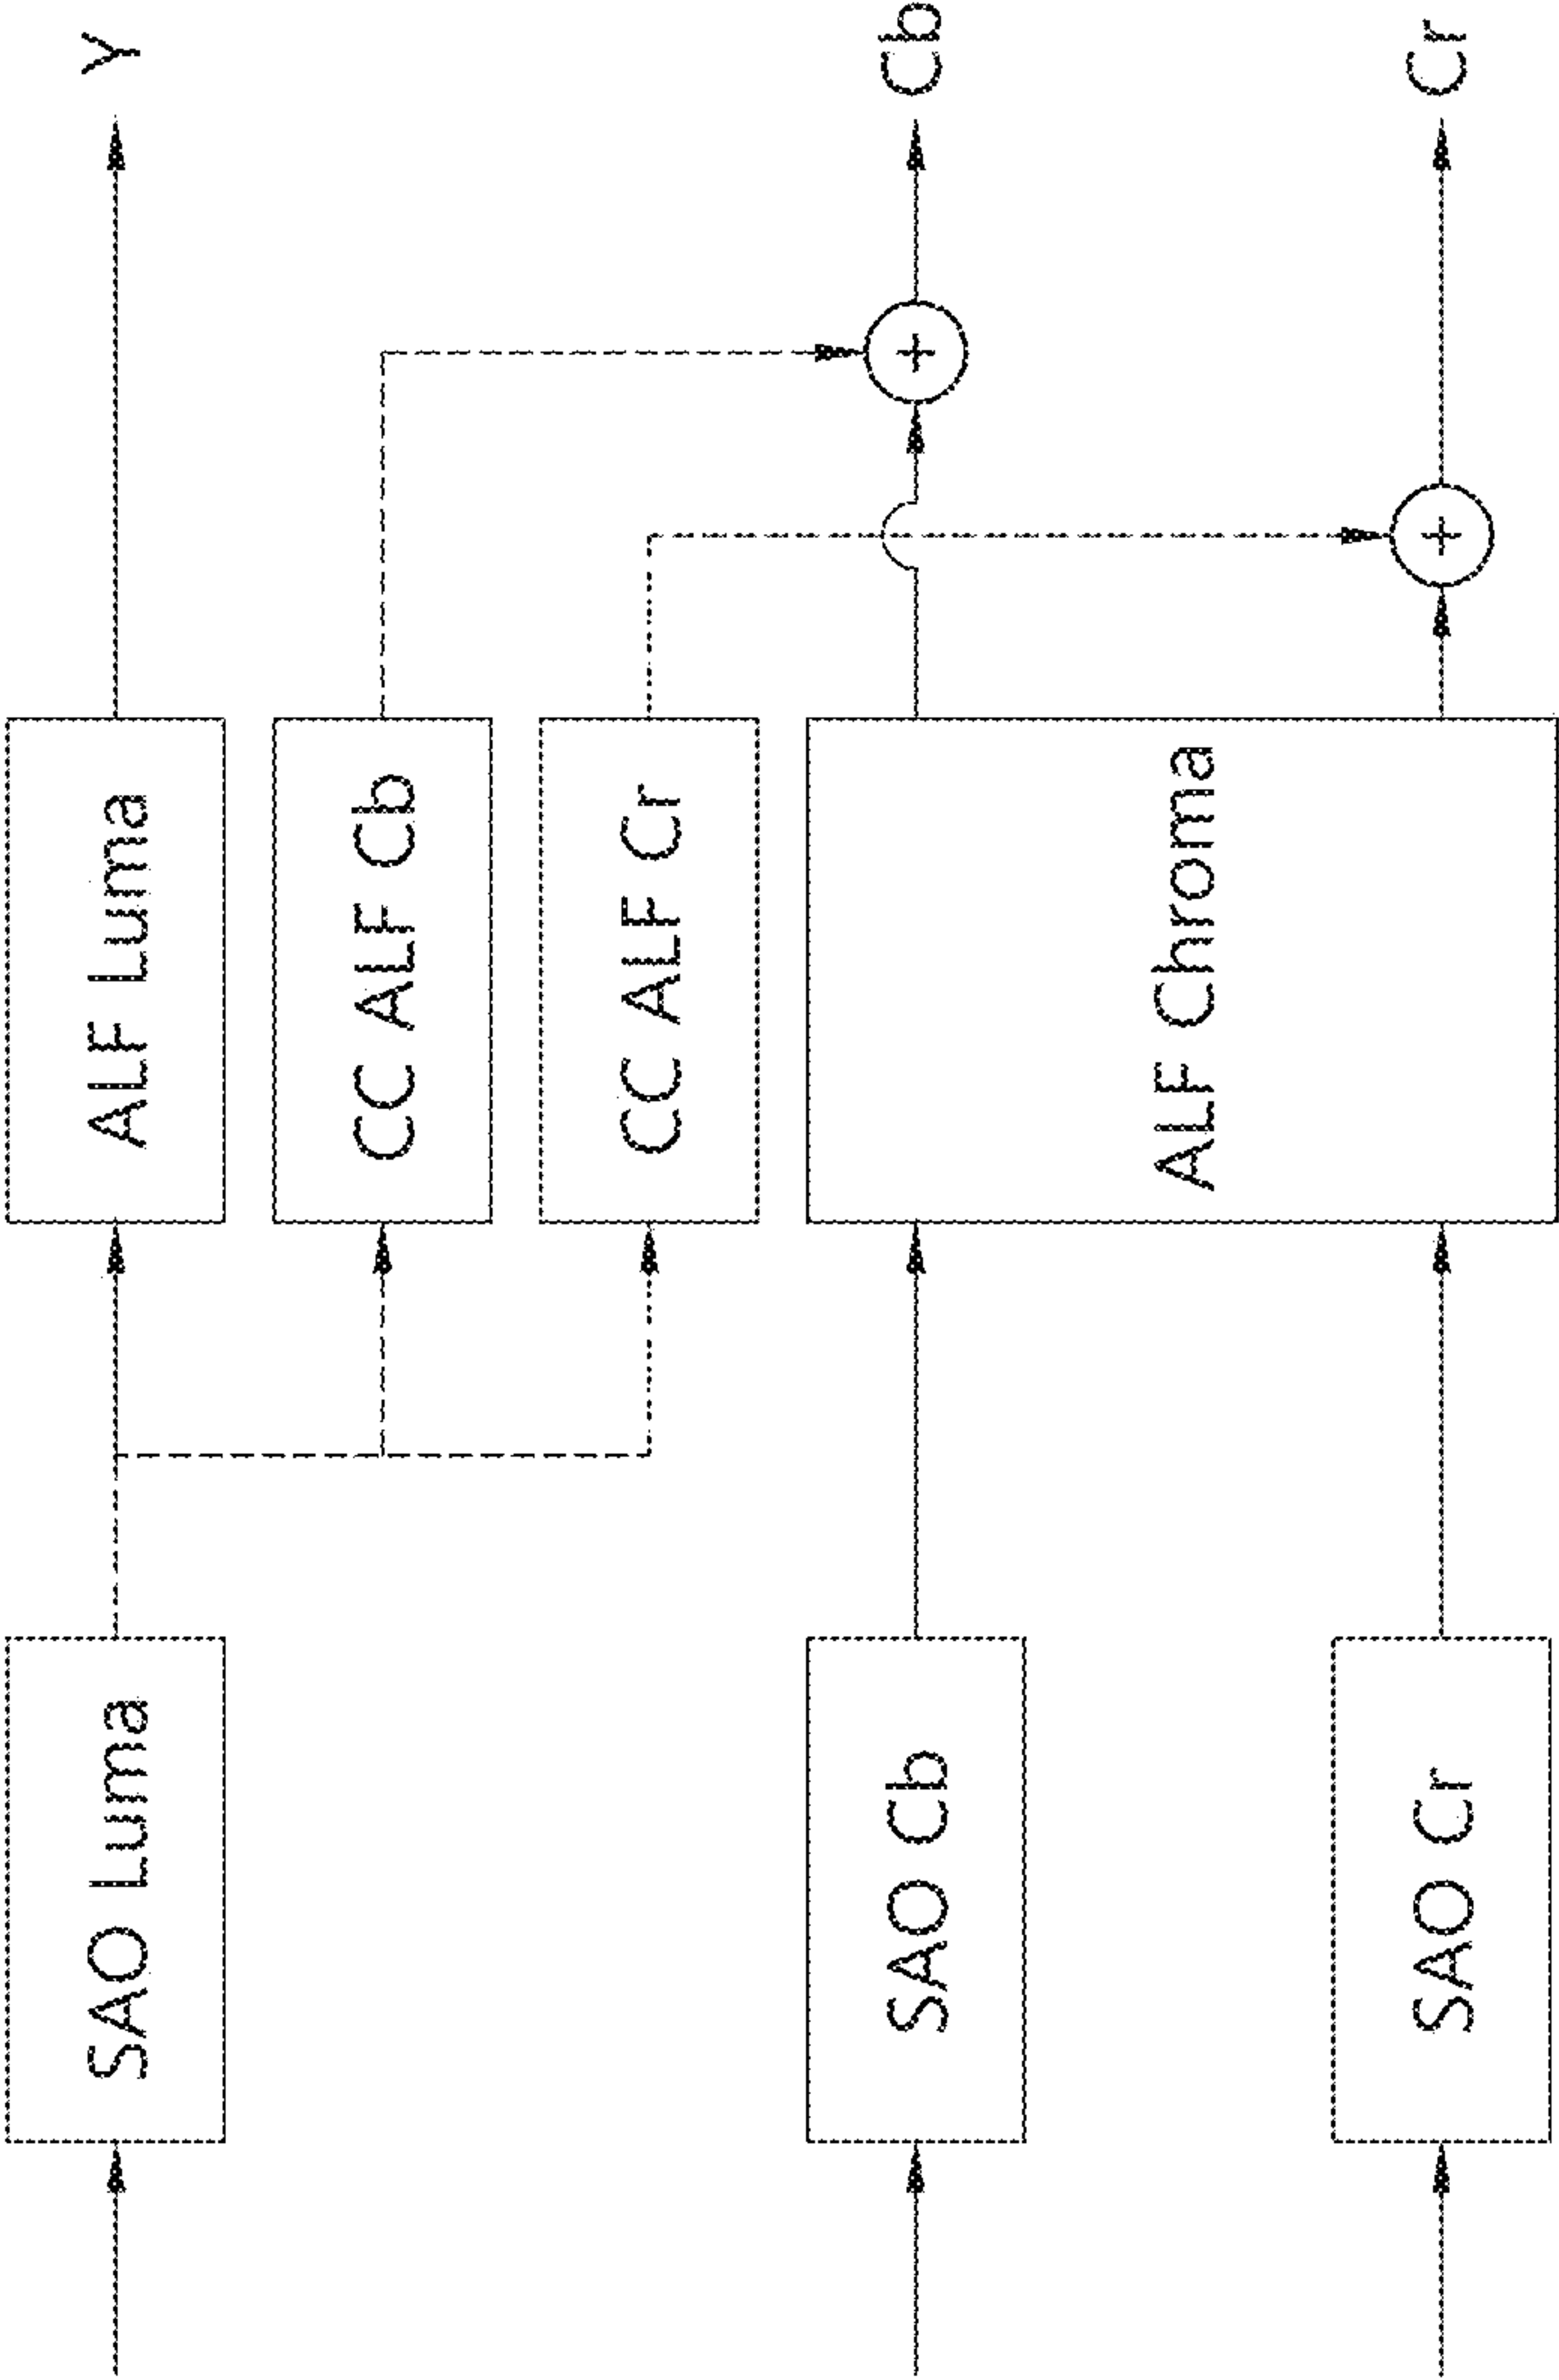 SAO Luma
ALF Luma
Y
CC ALF Cb
CC ALF Cr
SAO Cb
ALF Chroma
+
Cb
SAO Cr
+
Cr